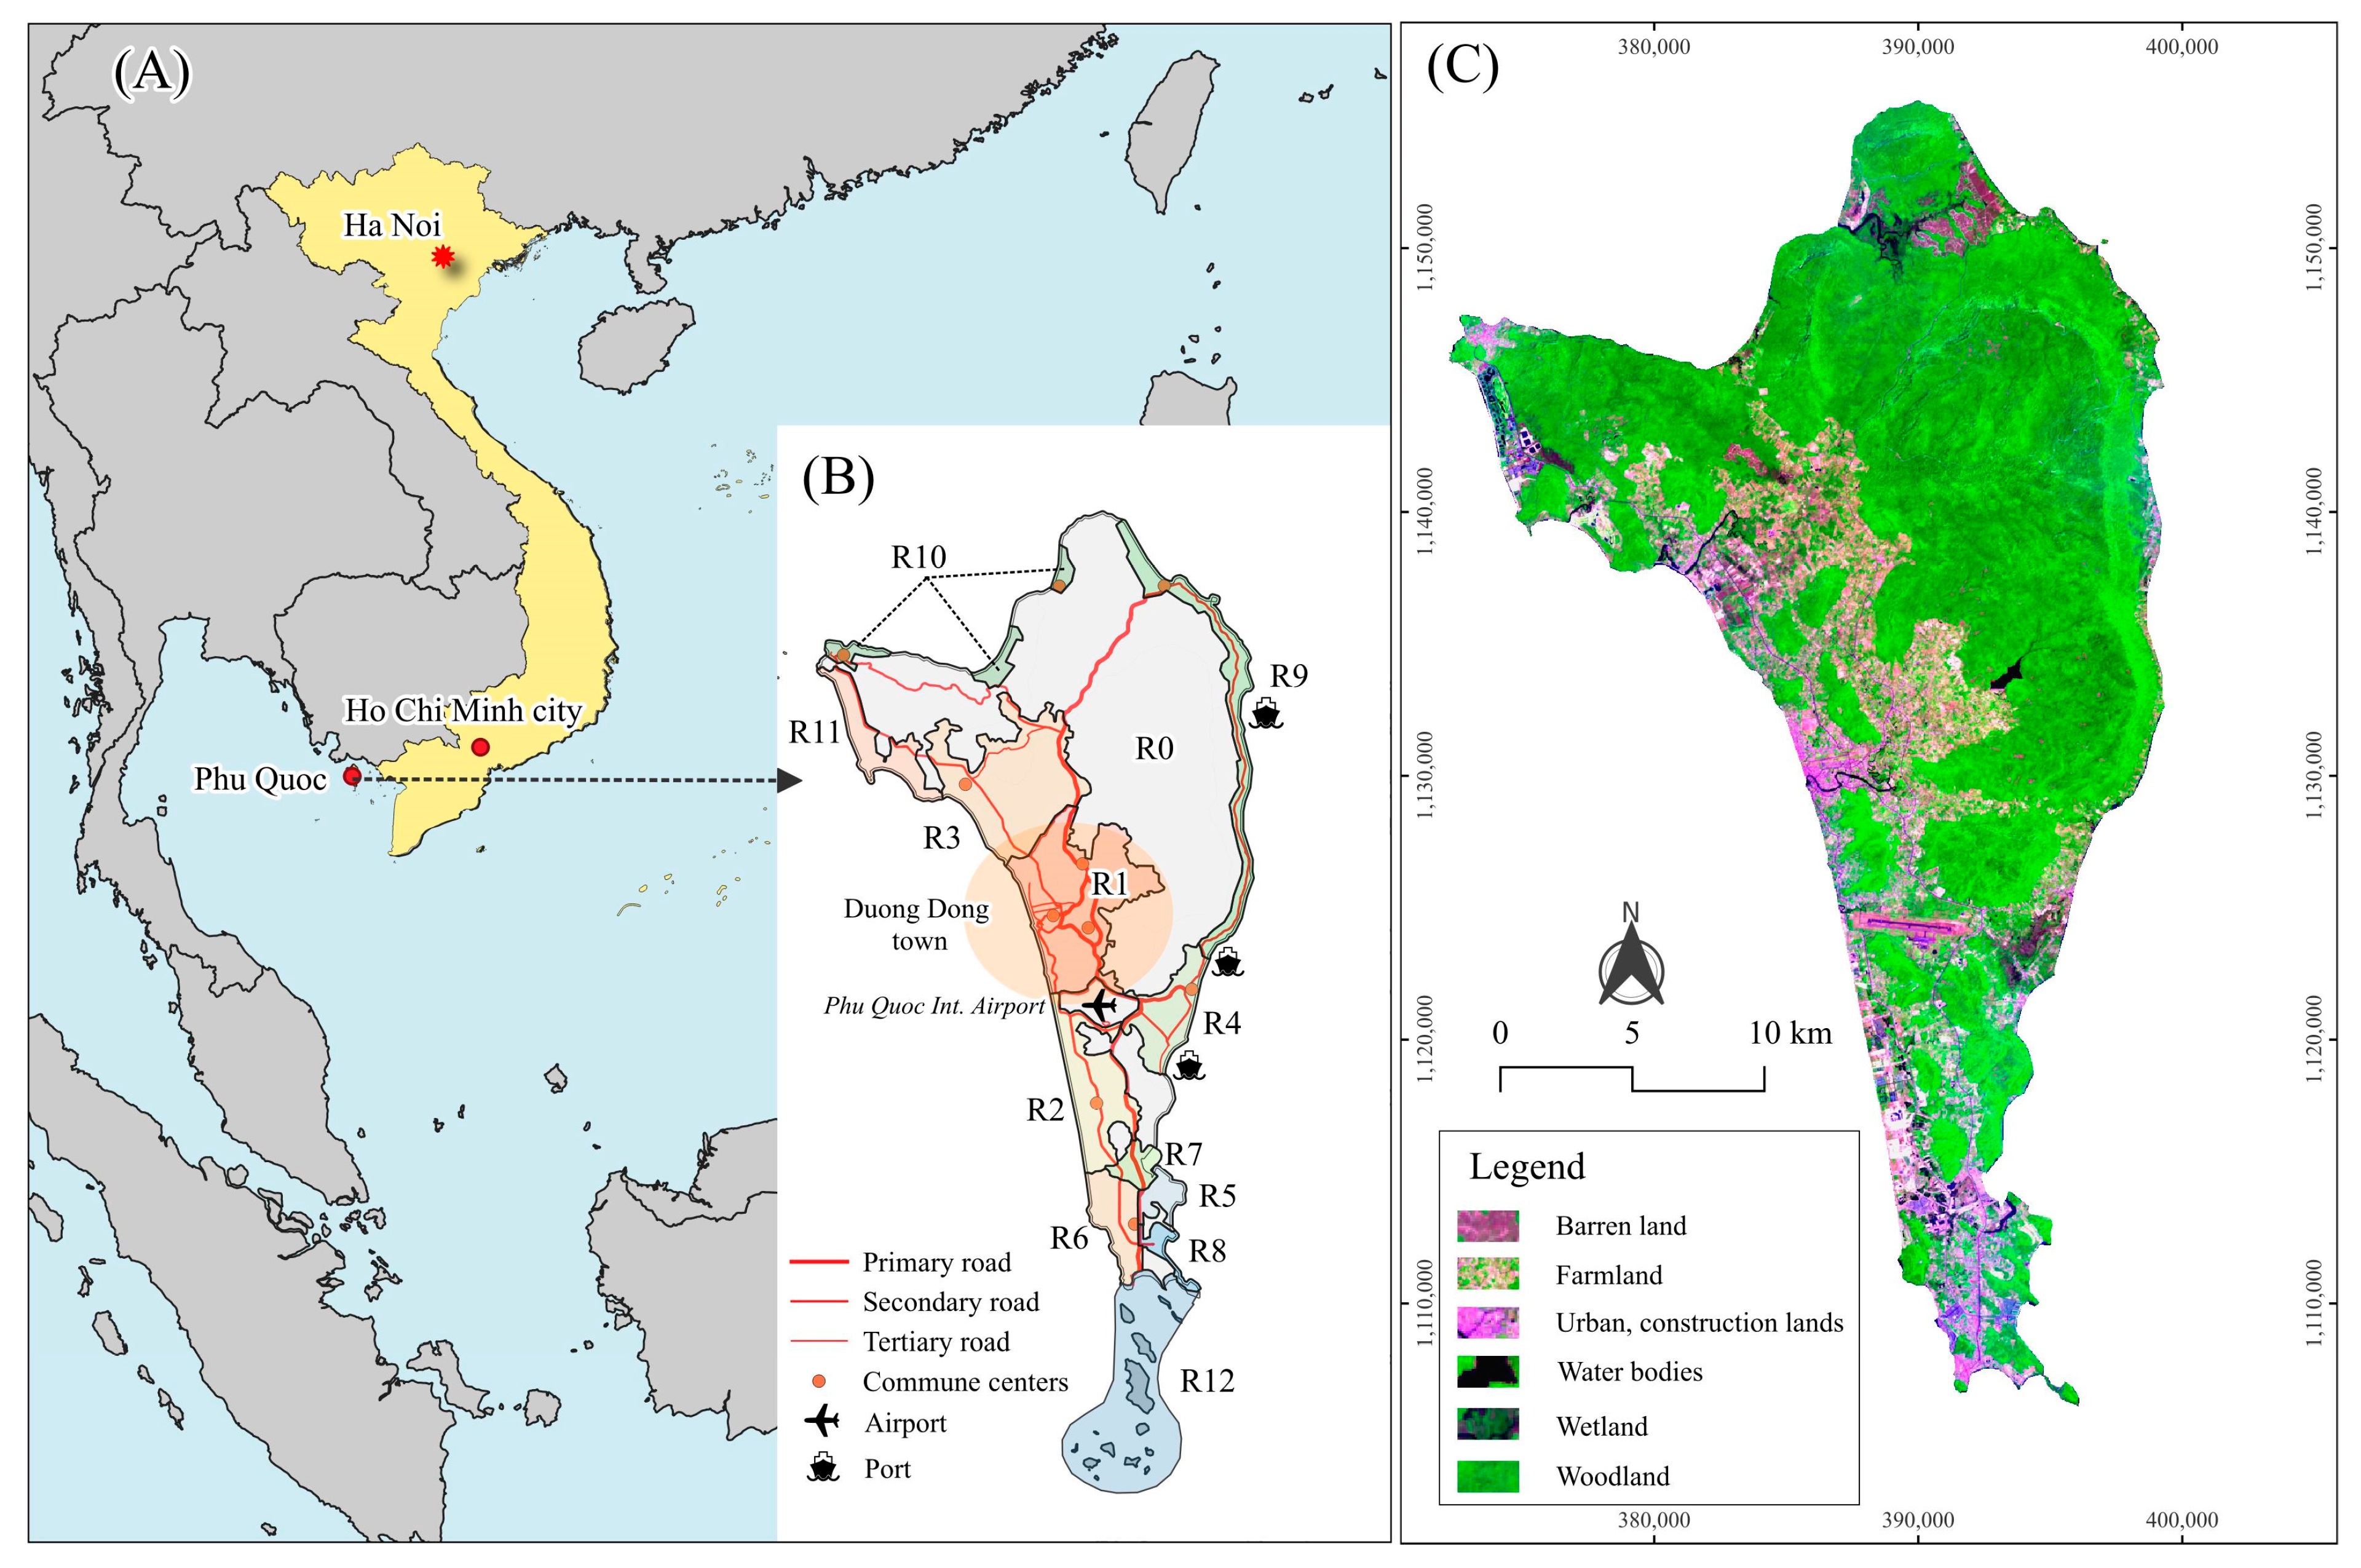 (A)
Ha Noi
Ho Chi Minh city
Phu Quoc
(B)
R10
R9
R11
R0
R3
R1
Duong Dong
town
Phu Quoc Int. Airport
R4
R2
R7
R5
R6
R8
R12
Primary road
Secondary road
Tertiary road
Commune centers
Airport
Port
(C)
380,000
390,000
400,000
1,150,000
1,150,000
1,140,000
1,140,000
1,130,000
1,130,000
1,120,000
1,120,000
1,110,000
1,110,000
N
0 5 10 km
Legend
Barren land
Farmland
Urban, construction lands
Water bodies
Wetland
Woodland
380,000
390,000
400,000